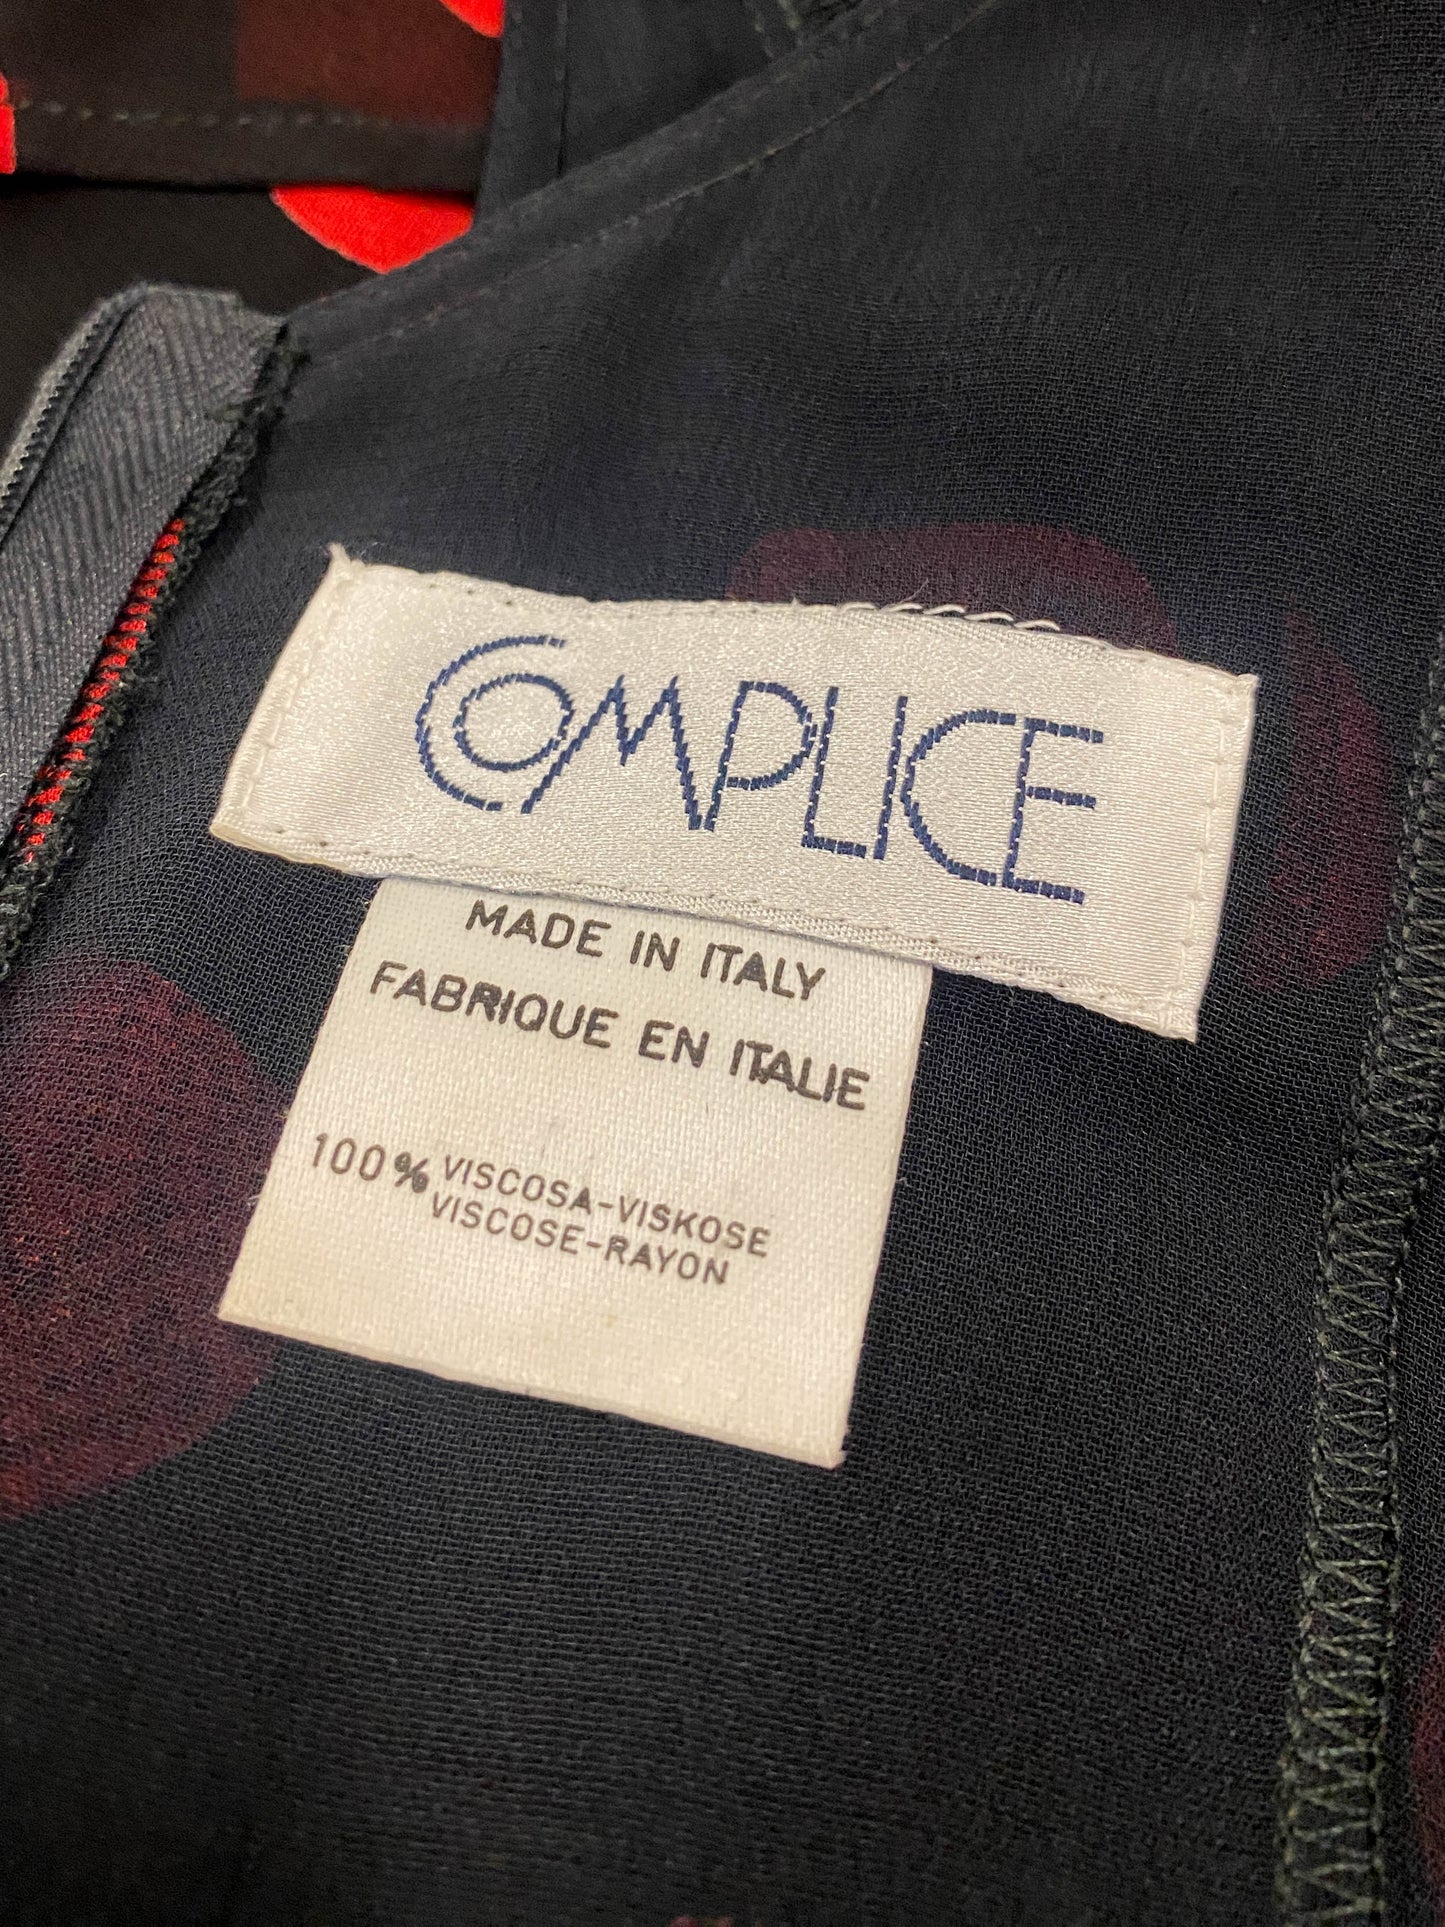 COMPLICE
MADE IN ITALY
FABRIQUE EN ITALIE
100% VISCOSA-VISKOSE
VISCOSE-RAYON